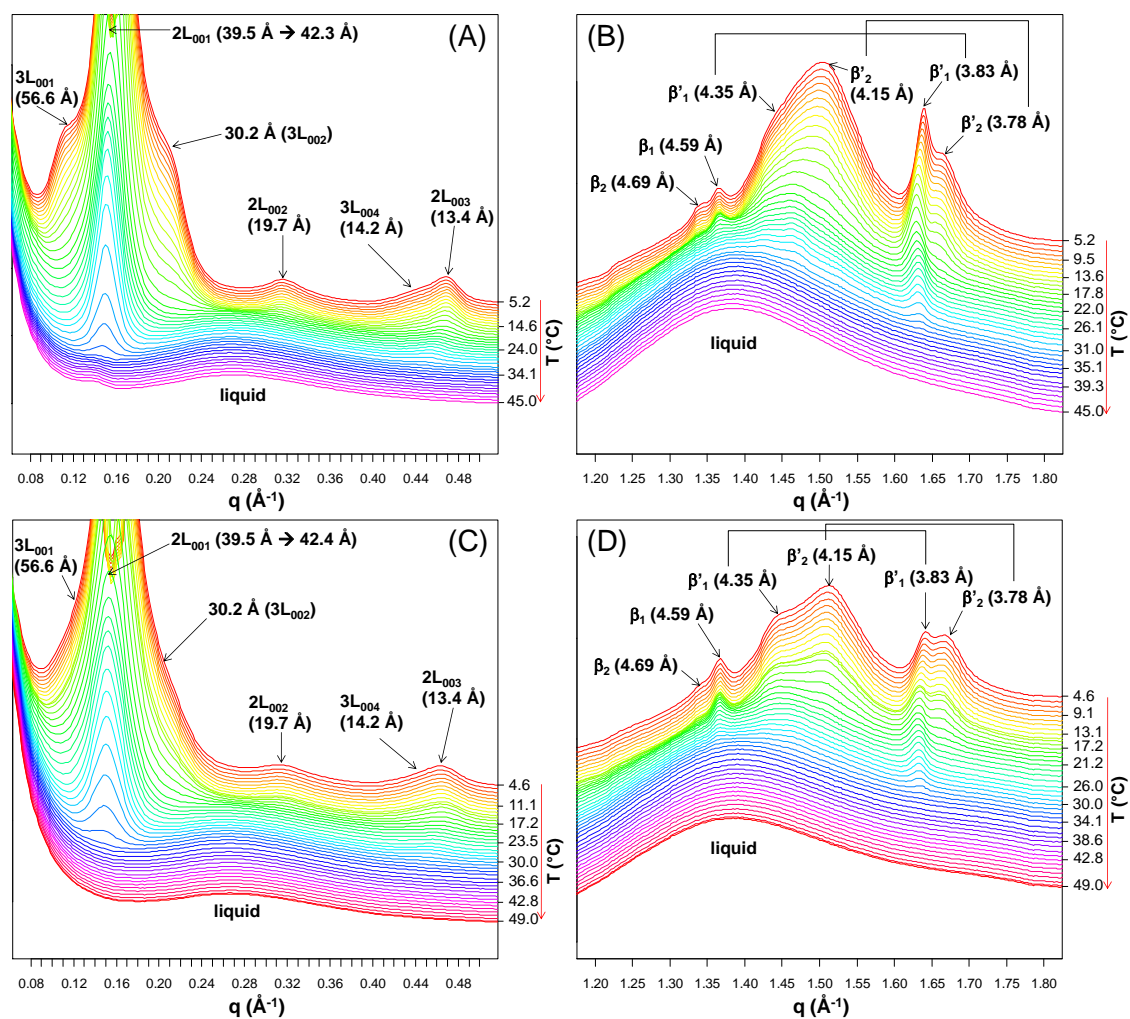 (A)
2L001 (39.5 Å → 42.3 Å)
3L001
(56.6 Å)
30.2 Å (3L002)
2L002
(19.7 Å)
3L004
(14.2 Å)
2L003
(13.4 Å)
liquid
5.2
14.6
24.0
34.1
45.0
T (°C)
0.08 0.12 0.16 0.20 0.24 0.28 0.32 0.36 0.40 0.44 0.48
q (Å-1)
(B)
β'1 (4.35 Å)
β'2
(4.15 Å)
β'1 (3.83 Å)
β'2 (3.78 Å)
β1 (4.59 Å)
β2 (4.69 Å)
liquid
5.2
9.5
13.6
17.8
22.0
26.1
31.0
35.1
39.3
45.0
T (°C)
1.20 1.25 1.30 1.35 1.40 1.45 1.50 1.55 1.60 1.65 1.70 1.75 1.80
q (Å-1)
(C)
2L001 (39.5 Å → 42.4 Å)
3L001
(56.6 Å)
30.2 Å (3L002)
2L002
(19.7 Å)
3L004
(14.2 Å)
2L003
(13.4 Å)
liquid
4.6
11.1
17.2
23.5
30.0
36.6
42.8
49.0
T (°C)
0.08 0.12 0.16 0.20 0.24 0.28 0.32 0.36 0.40 0.44 0.48
q (Å-1)
(D)
β'2 (4.15 Å)
β'1 (4.35 Å)
β'1 (3.83 Å)
β'2 (3.78 Å)
β1 (4.59 Å)
β2 (4.69 Å)
liquid
4.6
9.1
13.1
17.2
21.2
26.0
30.0
34.1
38.6
42.8
49.0
T (°C)
1.20 1.25 1.30 1.35 1.40 1.45 1.50 1.55 1.60 1.65 1.70 1.75 1.80
q (Å-1)